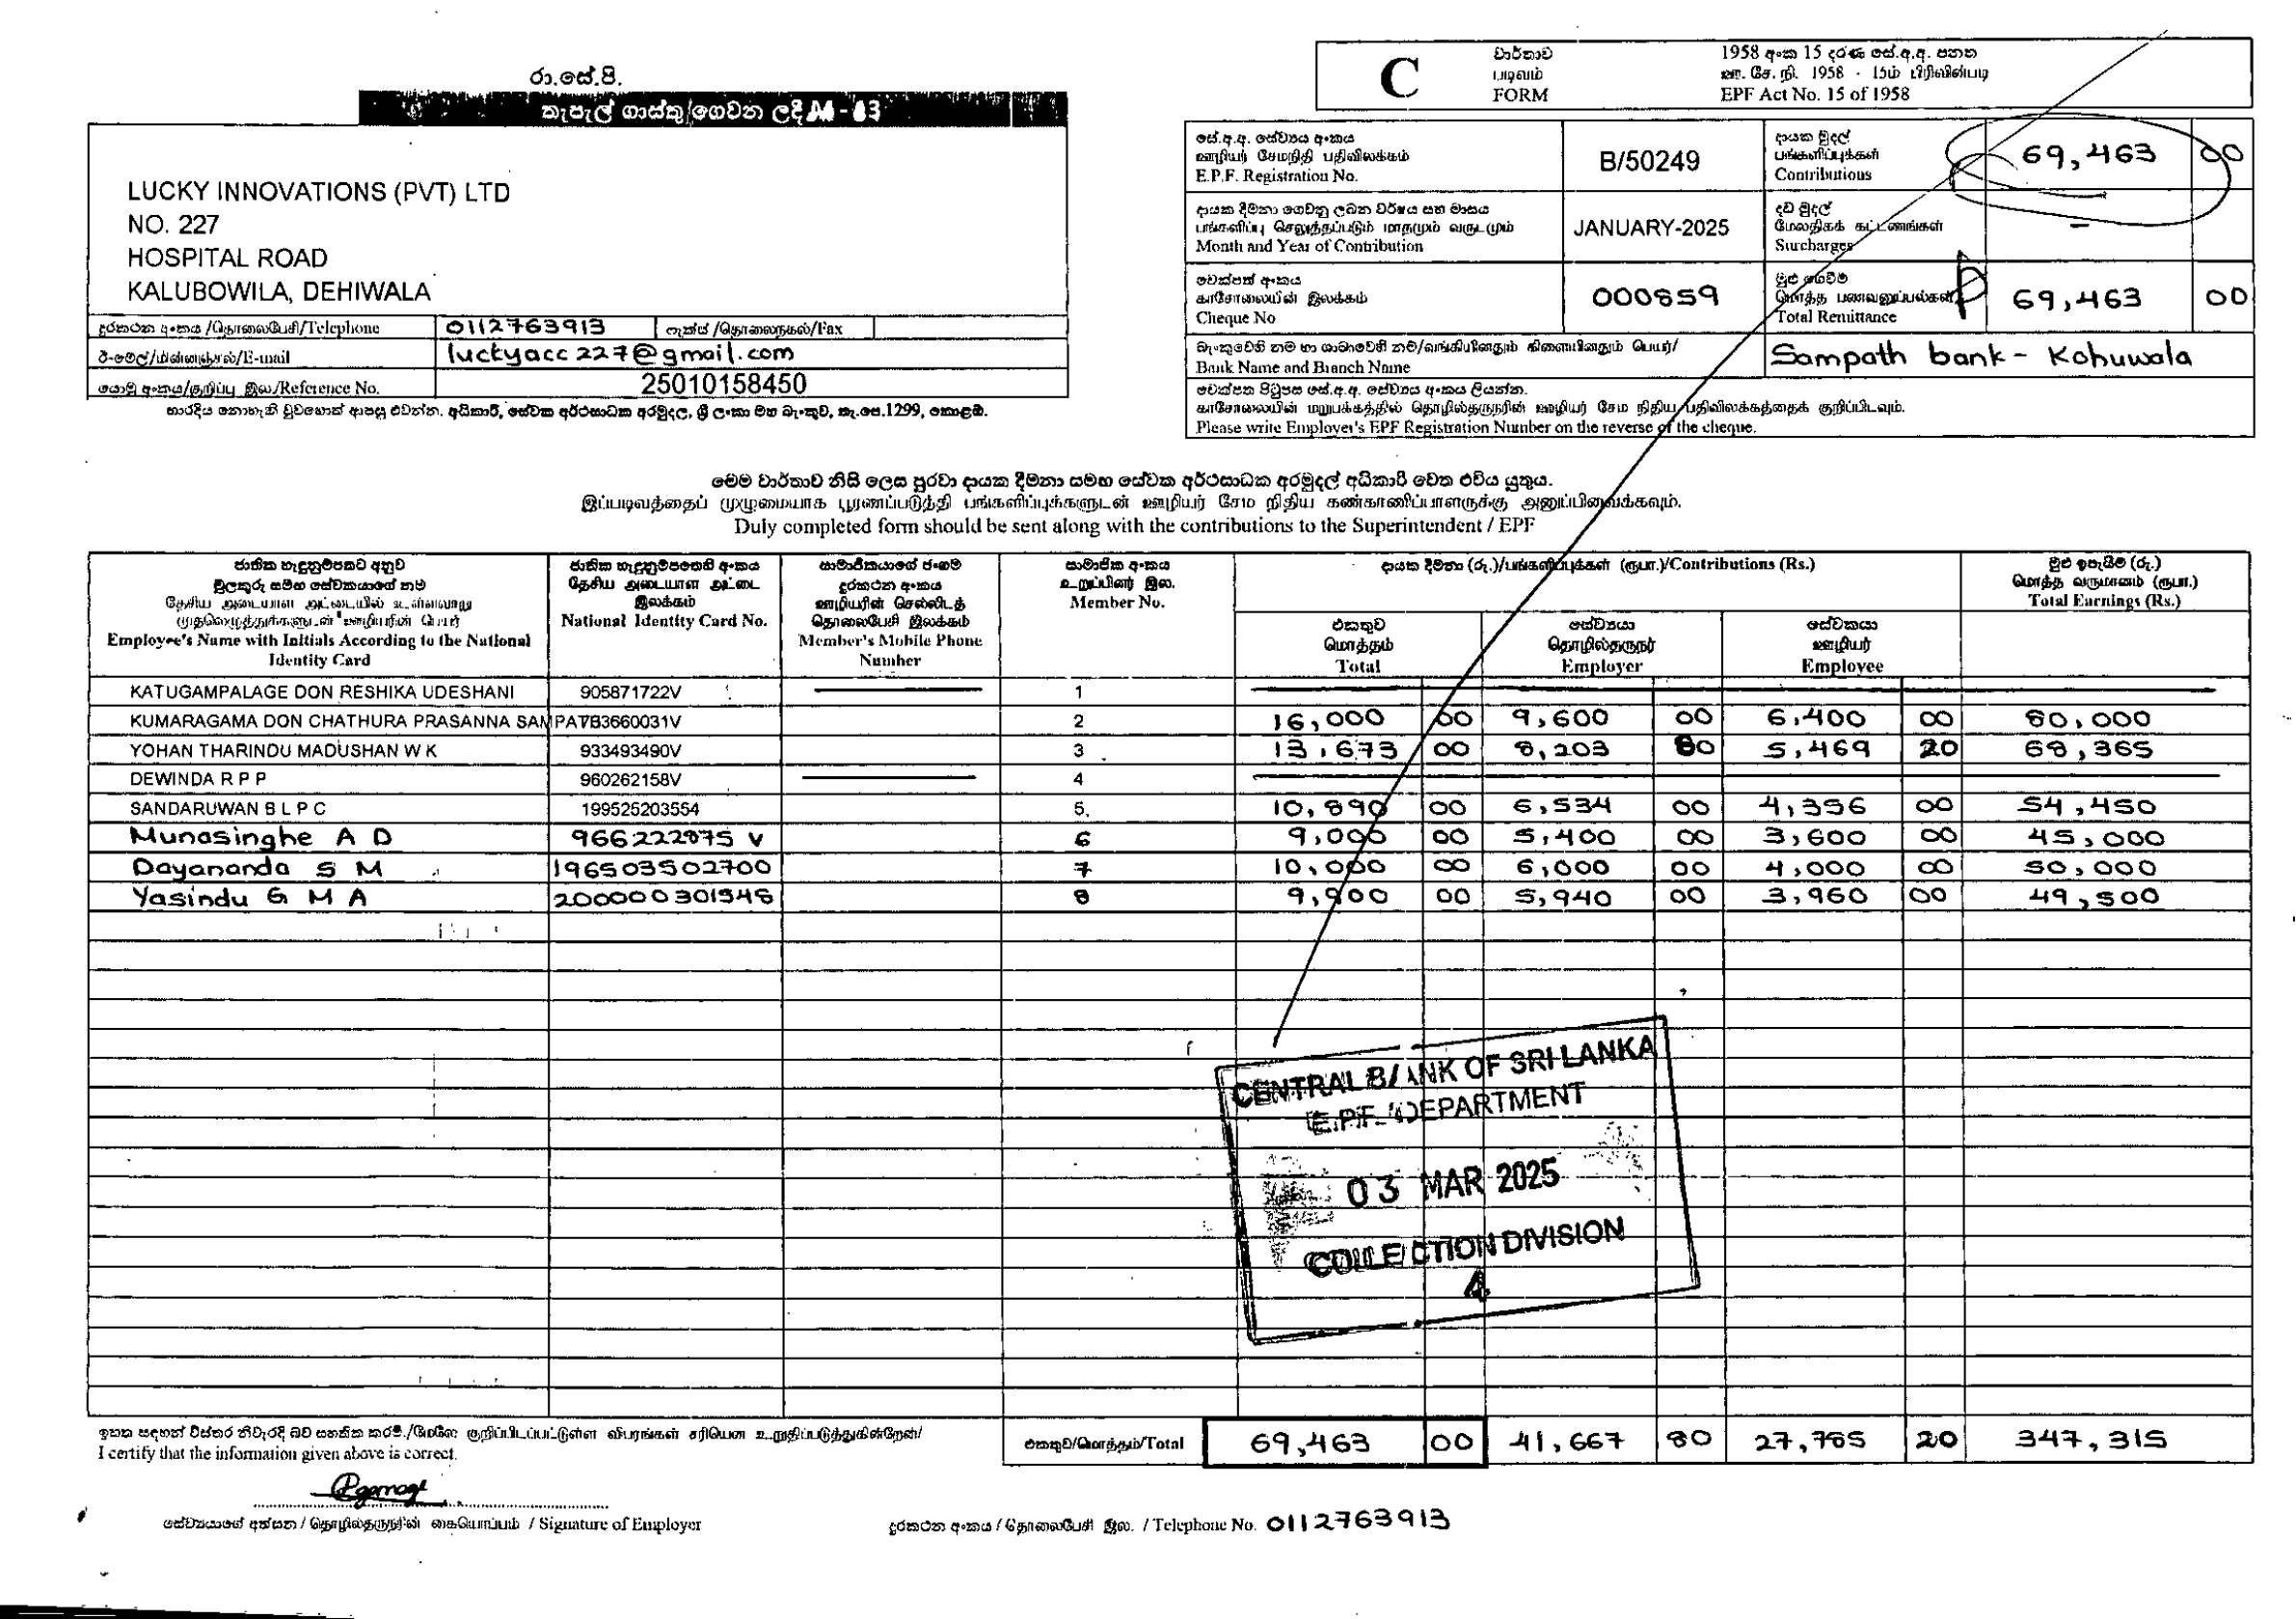 රා.සේ.පි.
තැපැල් ගාස්තු ගෙවන ලදී
LUCKY INNOVATIONS (PVT) LTD
NO. 227
HOSPITAL ROAD
KALUBOWILA, DEHIWALA
දුරකථන අංකය /தொலைபேசி/Telephone 0112763913 ෆැක්ස් /தொலைநகல்/Fax
ඊ-මේල්/மின்னஞ்சல்/E-mail luckyacc227@gmail.com
යොමු අංකය/குறிப்பு இல/Reference No. 25010158450
භාරදිය නොහැකි වුවහොත් ආපසු එවන්න. අධිකාරී, සේවක අර්ථසාධක අරමුදල, ශ්‍රී ලංකා මහ බැංකුව, තැ.පෙ.1299, කොළඹ.
C
වාර්තාව
படிவம்
FORM
1958 අංක 15 දරණ සේ.අ.අ. පනත
ஊ. சே. நி. 1958 - 15ம் பிரிவின்படி
EPF Act No. 15 of 1958
සේ.අ.අ. සේව්‍යය අංකය
ஊழியர் சேமநிதி பதிவிலக்கம்
E.P.F. Registration No. B/50249
දායක මුදල්
பங்களிப்புக்கள்
Contributions 69,463 00
දායක දීමනා ගෙවනු ලබන වර්ෂය සහ මාසය
பங்களிப்பு செலுத்தப்படும் மாதமும் வருடமும்
Month and Year of Contribution JANUARY-2025
දඩ මුදල්
மேலதிகக் கட்டணங்கள்
Surcharges –
චෙක්පත් අංකය
காசோலையின் இலக்கம்
Cheque No 000859
මුළු ගෙවීම්
மொத்த பணவனுப்பல்கள்
Total Remittance 69,463 00
බැංකුවෙහි නම හා ශාඛාවෙහි නම/வங்கியினதும் கிளையினதும் பெயர்/
Bank Name and Branch Name Sampath bank - Kohuwala
චෙක්පත පිටුපස සේ.අ.අ. සේව්‍යය අංකය ලියන්න.
காசோலையின் மறுபக்கத்தில் தொழில்தருநரின் ஊழியர் சேம நிதிய பதிவிலக்கத்தைக் குறிப்பிடவும்.
Please write Employer's EPF Registration Number on the reverse of the cheque.
මෙම වාර්තාව නිසි ලෙස පුරවා දායක දීමනා සමඟ සේවක අර්ථසාධක අරමුදල් අධිකාරී වෙත එවිය යුතුය.
இப்படிவத்தைப் முழுமையாக பூரணப்படுத்தி பங்களிப்புக்களுடன் ஊழியர் சேம நிதிய கண்காணிப்பாளருக்கு அனுப்பிவைக்கவும்.
Duly completed form should be sent along with the contributions to the Superintendent / EPF
ජාතික හැඳුනුම්පතට අනුව
මුලකුරු සමඟ සේවකයාගේ නම
தேசிய அடையாள அட்டையில் உள்ளவாறு
முதலெழுத்துக்களுடன் ஊழியரின் பெயர்
Employee's Name with Initials According to the National
Identity Card
ජාතික හැඳුනුම්පතෙහි අංකය
தேசிய அடையாள அட்டை
இலக்கம்
National Identity Card No.
සාමාජිකයාගේ ජංගම
දුරකථන අංකය
ஊழியரின் செல்லிடத்
தொலைபேசி இலக்கம்
Member's Mobile Phone
Number
සාමාජික අංකය
உறுப்பினர் இல.
Member No.
දායක දීමනා (රු.)/பங்களிப்புக்கள் (ரூபா.)/Contributions (Rs.)
එකතුව
மொத்தம்
Total
සේව්‍යයා
தொழில்தருநர்
Employer
සේවකයා
ஊழியர்
Employee
මුළු ඉපැයීම් (රු.)
மொத்த வருமானம் (ரூபா.)
Total Earnings (Rs.)
KATUGAMPALAGE DON RESHIKA UDESHANI 905871722V 1
KUMARAGAMA DON CHATHURA PRASANNA SAMPAT 783660031V 2 16,000 00 9,600 00 6,400 00 80,000
YOHAN THARINDU MADUSHAN W K 933493490V 3 13,673 00 8,203 80 5,469 20 68,365
DEWINDA R P P 960262158V 4
SANDARUWAN B L P C 199525203554 5. 10,890 00 6,534 00 4,356 00 54,450
Munasinghe A D 966222875 V 6 9,000 00 5,400 00 3,600 00 45,000
Dayananda S M 196503502700 7 10,000 00 6,000 00 4,000 00 50,000
Yasindu G M A 200000301548 8 9,900 00 5,940 00 3,960 00 49,500
CENTRAL BANK OF SRI LANKA
E.P.F. DEPARTMENT
03 MAR 2025
COLLECTION DIVISION
4
ඉහත සඳහන් විස්තර නිවැරදි බව සහතික කරමි./மேலே குறிப்பிடப்பட்டுள்ள விபரங்கள் சரியென உறுதிப்படுத்துகின்றேன்/
I certify that the information given above is correct.
එකතුව/மொத்தம்/Total 69,463 00 41,667 80 27,785 20 347,315
සේව්‍යයාගේ අත්සන / தொழில்தருநரின் கையொப்பம் / Signature of Employer
දුරකථන අංකය / தொலைபேசி இல. / Telephone No. 0112763913